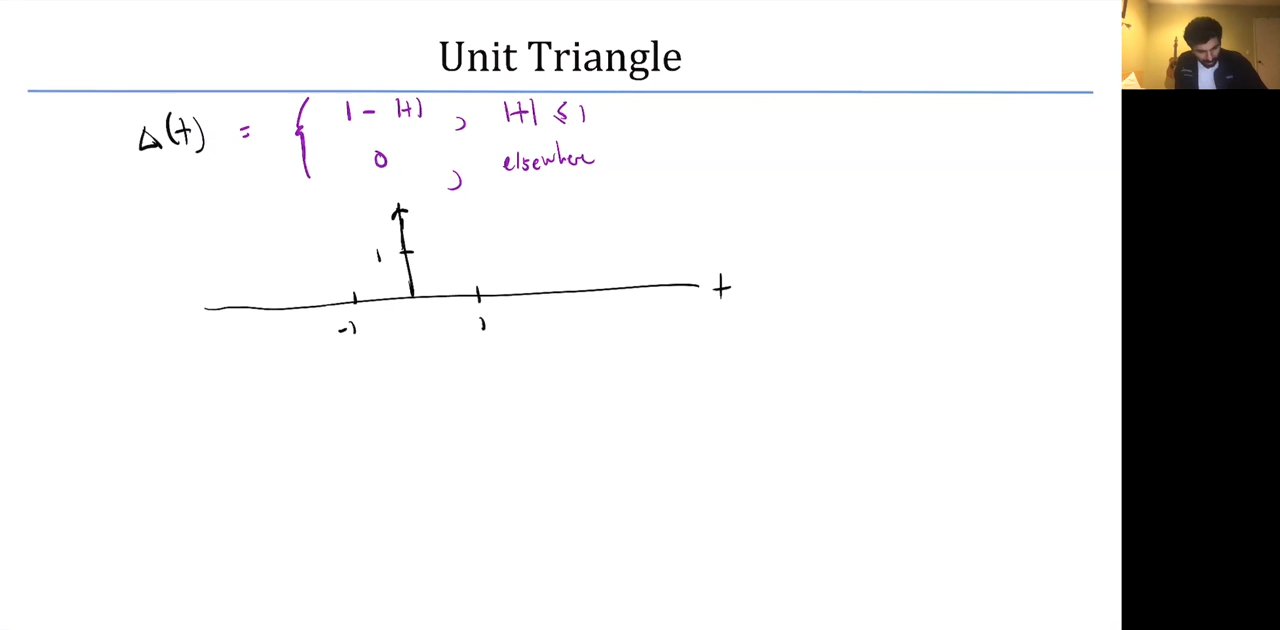 Unit Triangle
Δ(t) = { 1 - |t| , |t| ≤ 1
0 , elsewhere
1
t
-1 1